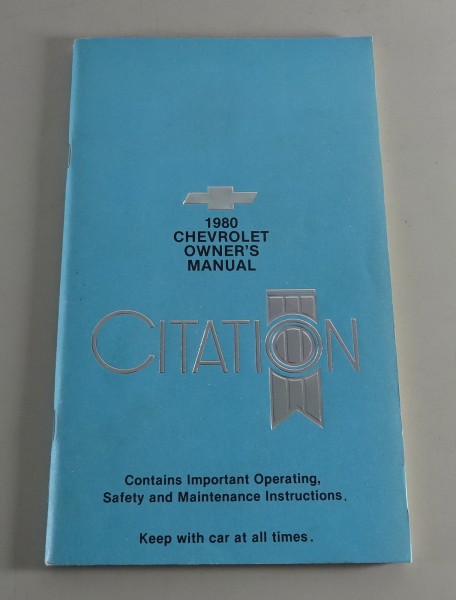 1980
CHEVROLET
OWNER'S
MANUAL
CITATION
Contains Important Operating,
Safety and Maintenance Instructions.
Keep with car at all times.